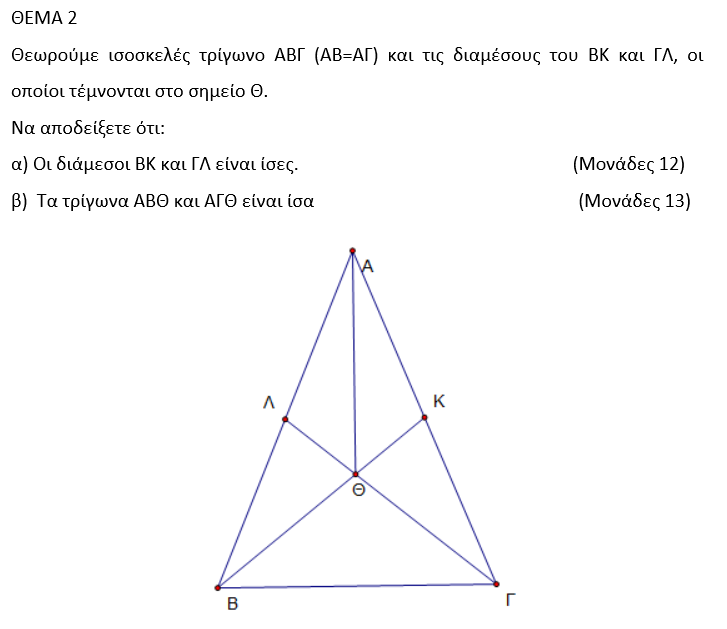 ΘΕΜΑ 2
Θεωρούμε ισοσκελές τρίγωνο ΑΒΓ (ΑΒ=ΑΓ) και τις διαμέσους του ΒΚ και ΓΛ, οι
οποίοι τέμνονται στο σημείο Θ.
Να αποδείξετε ότι:
α) Οι διάμεσοι ΒΚ και ΓΛ είναι ίσες. (Μονάδες 12)
β) Τα τρίγωνα ΑΒΘ και ΑΓΘ είναι ίσα (Μονάδες 13)
Α
Λ
Κ
Θ
Β
Γ